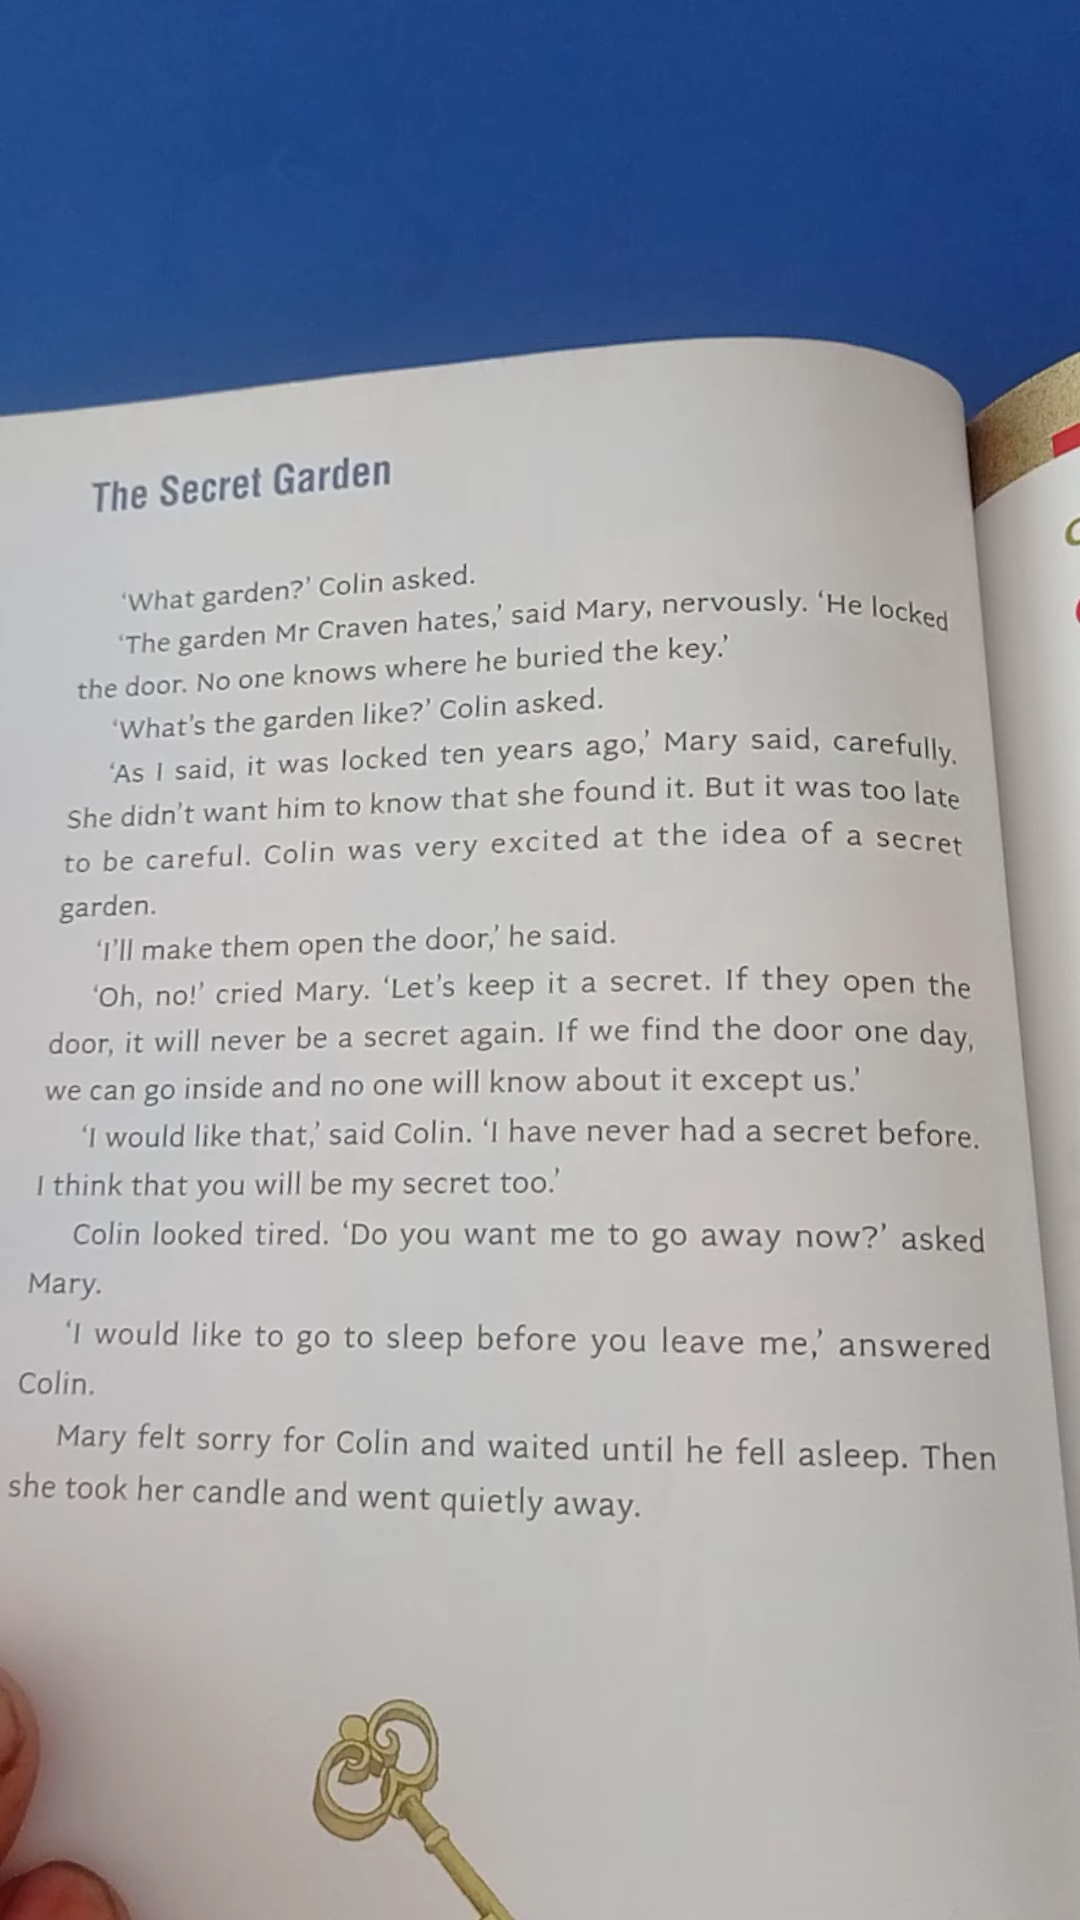 The Secret Garden
‘What garden?’ Colin asked.
‘The garden Mr Craven hates,’ said Mary, nervously. ‘He locked
the door. No one knows where he buried the key.’
‘What's the garden like?’ Colin asked.
‘As I said, it was locked ten years ago,’ Mary said, carefully.
She didn't want him to know that she found it. But it was too late
to be careful. Colin was very excited at the idea of a secret
garden.
‘I'll make them open the door,’ he said.
‘Oh, no!’ cried Mary. ‘Let's keep it a secret. If they open the
door, it will never be a secret again. If we find the door one day,
we can go inside and no one will know about it except us.’
‘I would like that,’ said Colin. ‘I have never had a secret before.
I think that you will be my secret too.’
Colin looked tired. ‘Do you want me to go away now?’ asked
Mary.
‘I would like to go to sleep before you leave me,’ answered
Colin.
Mary felt sorry for Colin and waited until he fell asleep. Then
she took her candle and went quietly away.